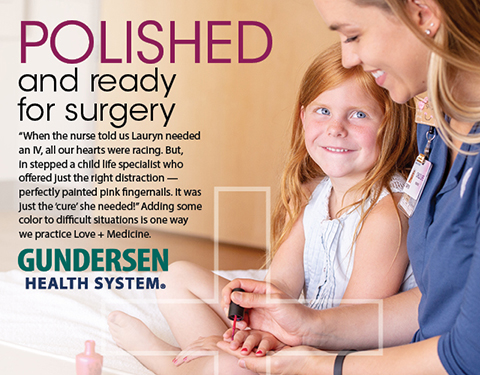 POLISHED
and ready
for surgery
“When the nurse told us Lauryn needed
an IV, all our hearts were racing. But,
in stepped a child life specialist who
offered just the right distraction —
perfectly painted pink fingernails. It was
just the ‘cure’ she needed!” Adding some
color to difficult situations is one way
we practice Love + Medicine.
GUNDERSEN
HEALTH SYSTEM®